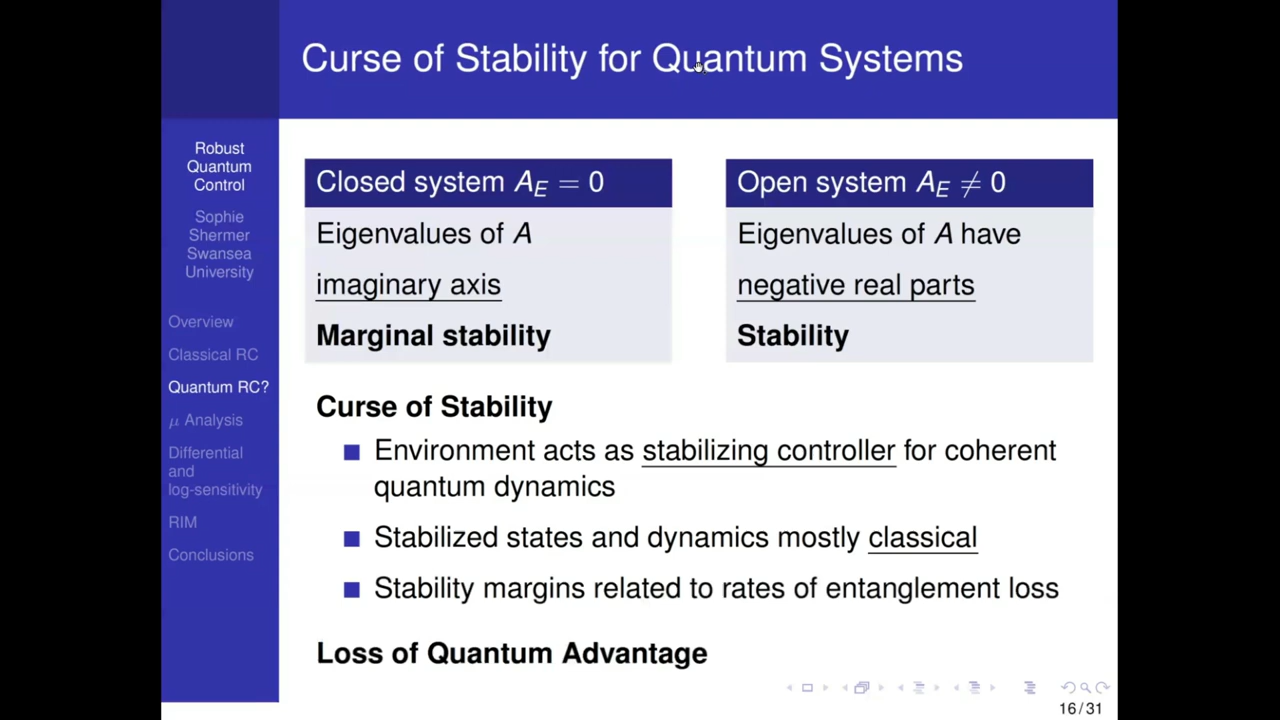 Curse of Stability for Quantum Systems
Robust
Quantum
Control
Sophie
Shermer
Swansea
University
Overview
Classical RC
Quantum RC?
μ Analysis
Differential
and
log-sensitivity
RIM
Conclusions
Closed system A_E = 0
Eigenvalues of A
imaginary axis
Marginal stability
Open system A_E ≠ 0
Eigenvalues of A have
negative real parts
Stability
Curse of Stability
Environment acts as stabilizing controller for coherent
quantum dynamics
Stabilized states and dynamics mostly classical
Stability margins related to rates of entanglement loss
Loss of Quantum Advantage
16/31